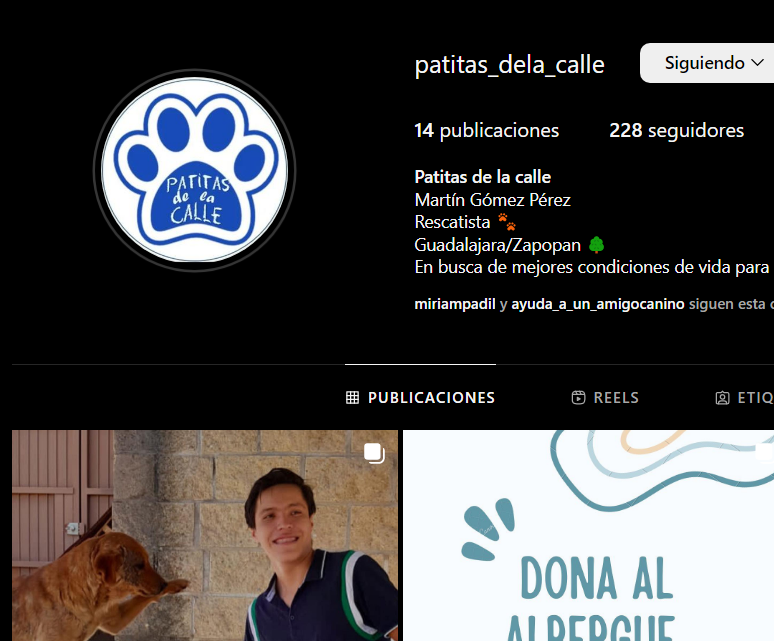 patitas_dela_calle
Siguiendo
14 publicaciones
228 seguidores
PATITAS
de la
CALLE
Patitas de la calle
Martín Gómez Pérez
Rescatista
Guadalajara/Zapopan
En busca de mejores condiciones de vida para
miriampadil y ayuda_a_un_amigocanino siguen esta c
PUBLICACIONES
REELS
ETIQ
DONA AL
ALBERGUE